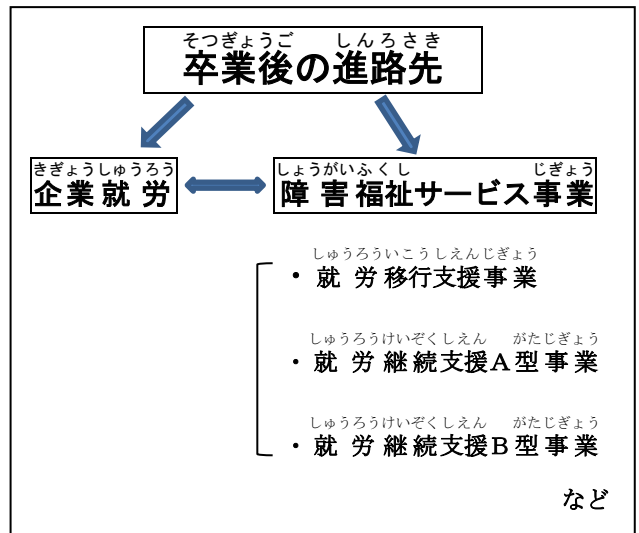 そつぎょうご しんろさき
卒業後の進路先
きぎょうしゅうろう しょうがいふくし じぎょう
企業就労 障害福祉サービス事業
しゅうろういこうしえんじぎょう
・就労移行支援事業
しゅうろうけいぞくしえん がたじぎょう
・就労継続支援A型事業
しゅうろうけいぞくしえん がたじぎょう
・就労継続支援B型事業
など